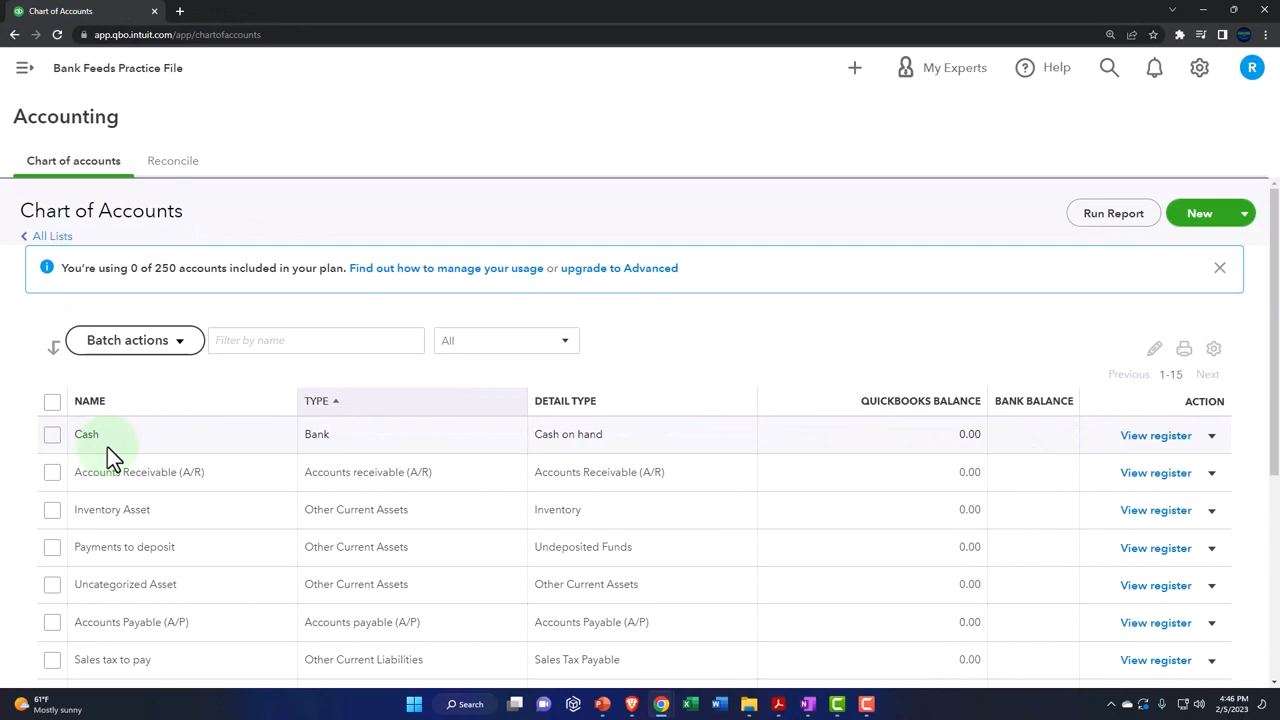 Chart of Accounts
app.qbo.intuit.com/app/chartofaccounts
Bank Feeds Practice File
My Experts
Help
R
Accounting
Chart of accounts
Reconcile
Chart of Accounts
Run Report
New
All Lists
You're using 0 of 250 accounts included in your plan. Find out how to manage your usage or upgrade to Advanced
Batch actions
Filter by name
All
Previous 1-15 Next
NAME TYPE DETAIL TYPE QUICKBOOKS BALANCE BANK BALANCE ACTION
Cash Bank Cash on hand 0.00 View register
Accounts Receivable (A/R) Accounts receivable (A/R) Accounts Receivable (A/R) 0.00 View register
Inventory Asset Other Current Assets Inventory 0.00 View register
Payments to deposit Other Current Assets Undeposited Funds 0.00 View register
Uncategorized Asset Other Current Assets Other Current Assets 0.00 View register
Accounts Payable (A/P) Accounts payable (A/P) Accounts Payable (A/P) 0.00 View register
Sales tax to pay Other Current Liabilities Sales Tax Payable 0.00 View register
61°F
Mostly sunny
Search
4:46 PM
2/5/2023